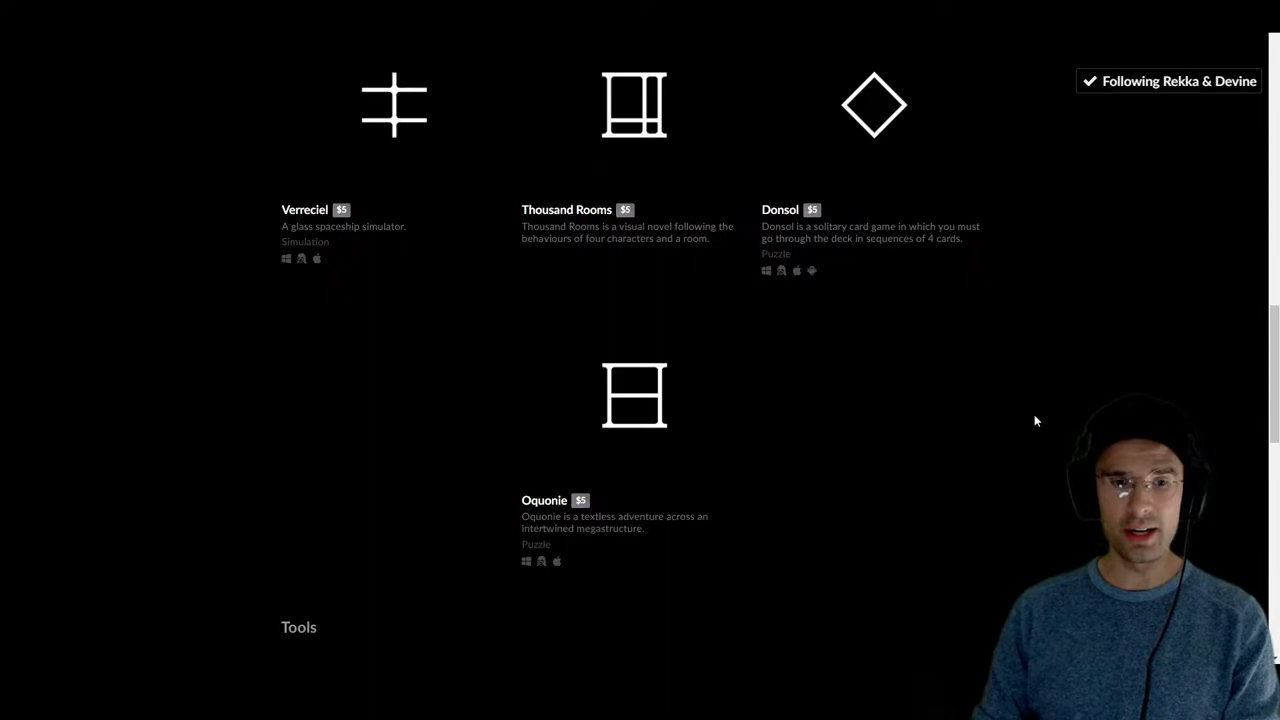 Following Rekka & Devine
Verreciel $5
A glass spaceship simulator.
Simulation
Thousand Rooms $5
Thousand Rooms is a visual novel following the
behaviours of four characters and a room.
Donsol $5
Donsol is a solitary card game in which you must
go through the deck in sequences of 4 cards.
Puzzle
Oquonie $5
Oquonie is a textless adventure across an
intertwined megastructure.
Puzzle
Tools